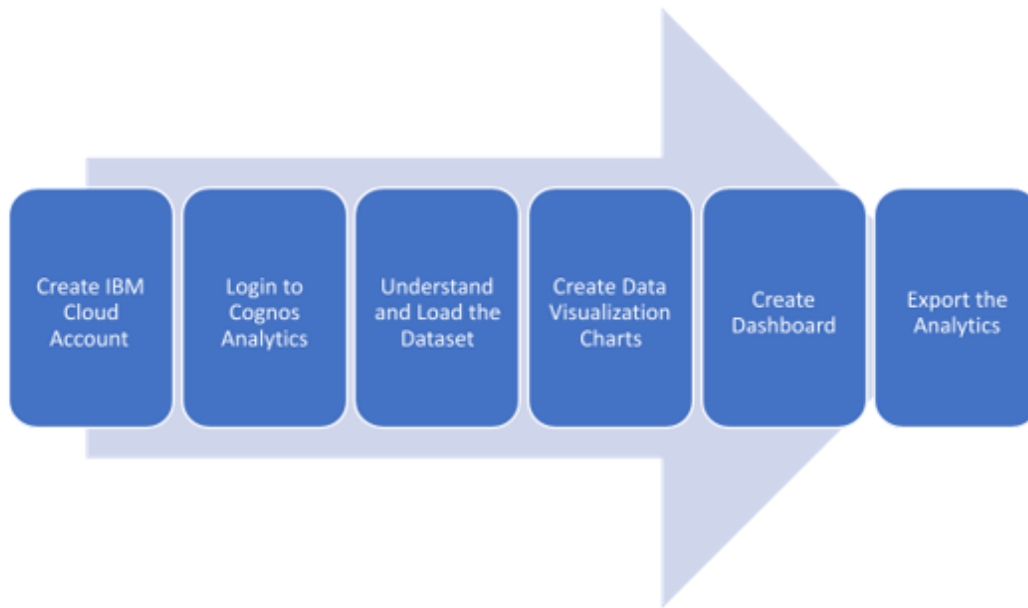 Create IBM
Cloud
Account
Login to
Cognos
Analytics
Understand
and Load the
Dataset
Create Data
Visualization
Charts
Create
Dashboard
Export the
Analytics